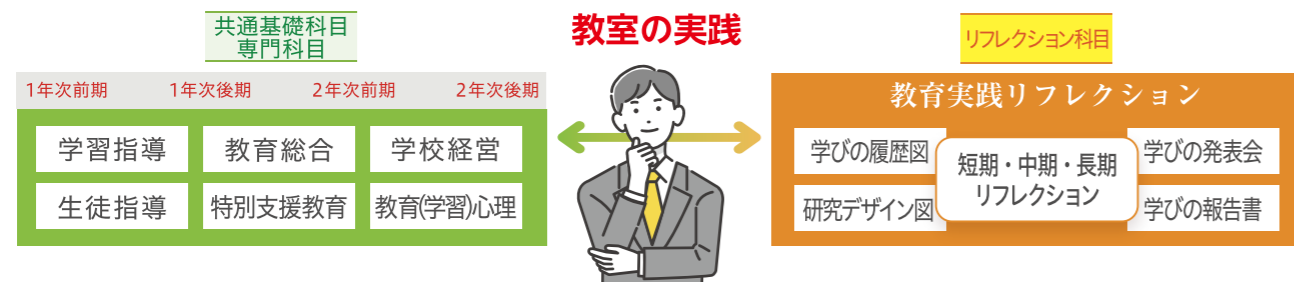 共通基礎科目
専門科目
教室の実践
リフレクション科目
1年次前期 1年次後期 2年次前期 2年次後期
学習指導 教育総合 学校経営
生徒指導 特別支援教育 教育(学習)心理
教育実践リフレクション
学びの履歴図
研究デザイン図
短期・中期・長期
リフレクション
学びの発表会
学びの報告書